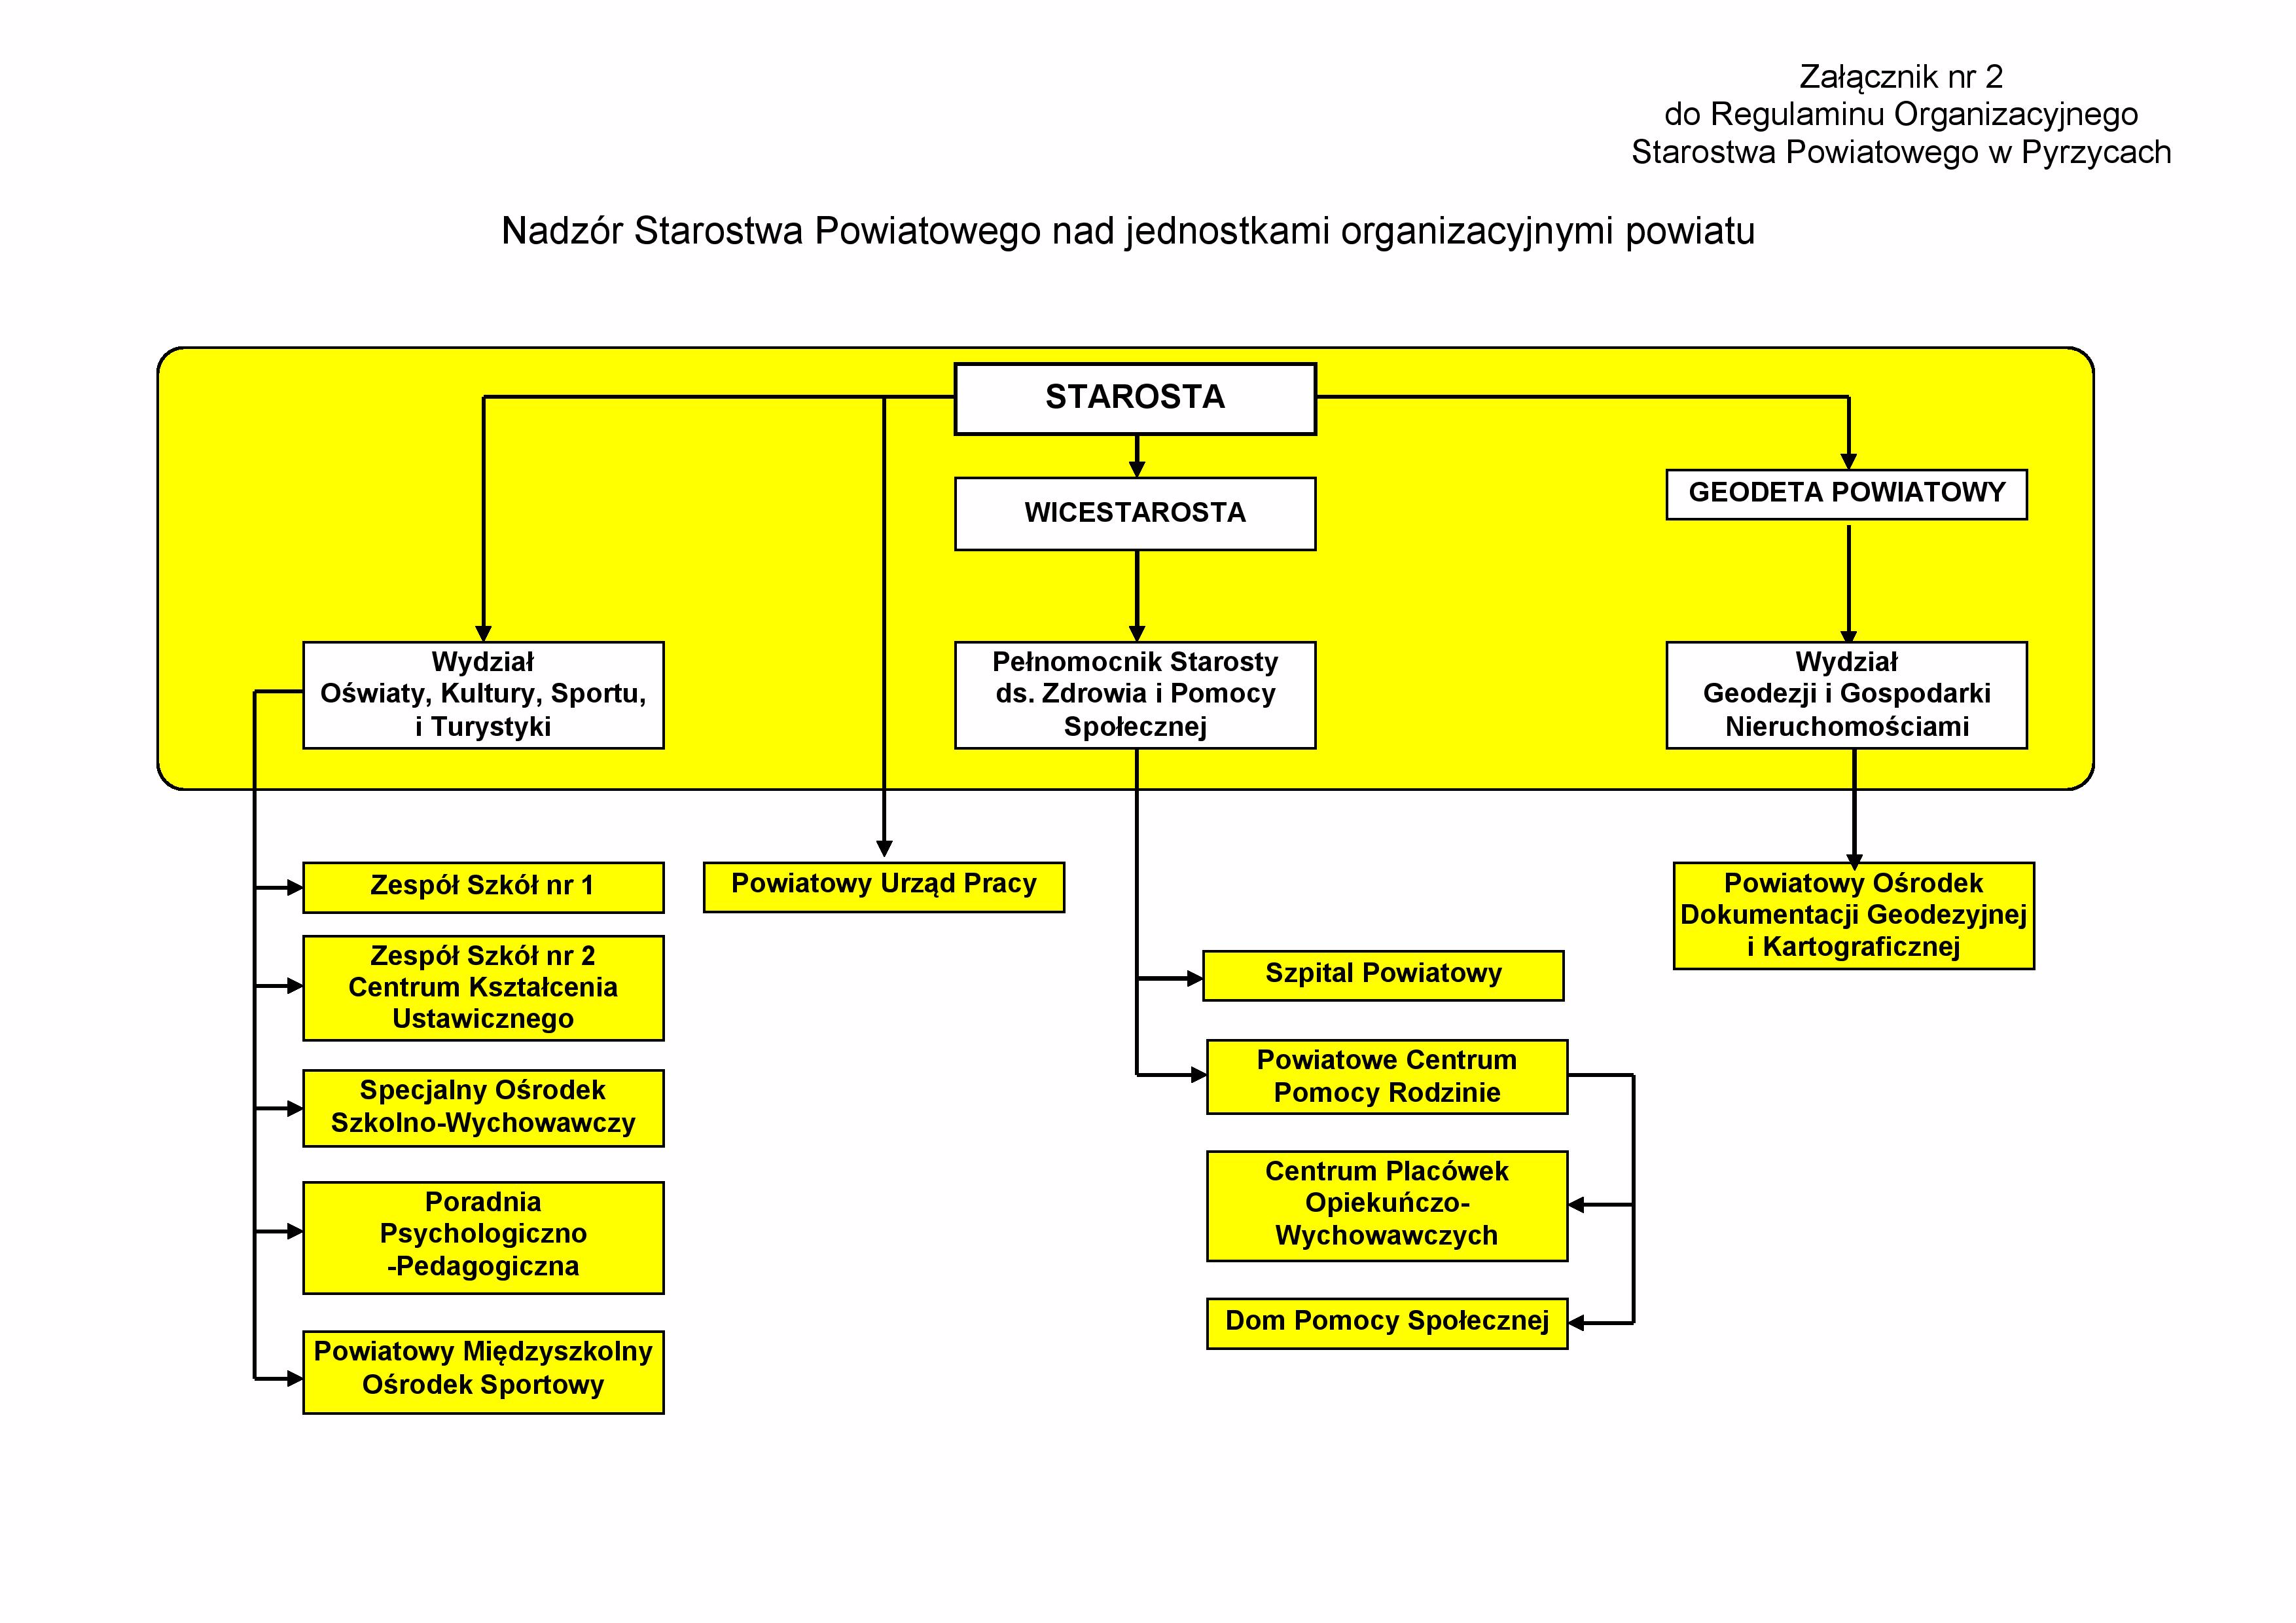 Załącznik nr 2
do Regulaminu Organizacyjnego
Starostwa Powiatowego w Pyrzycach
Nadzór Starostwa Powiatowego nad jednostkami organizacyjnymi powiatu
STAROSTA
WICESTAROSTA
GEODETA POWIATOWY
Wydział
Oświaty, Kultury, Sportu,
i Turystyki
Pełnomocnik Starosty
ds. Zdrowia i Pomocy
Społecznej
Wydział
Geodezji i Gospodarki
Nieruchomościami
Zespół Szkół nr 1
Zespół Szkół nr 2
Centrum Kształcenia
Ustawicznego
Specjalny Ośrodek
Szkolno-Wychowawczy
Poradnia
Psychologiczno
-Pedagogiczna
Powiatowy Międzyszkolny
Ośrodek Sportowy
Powiatowy Urząd Pracy
Szpital Powiatowy
Powiatowe Centrum
Pomocy Rodzinie
Centrum Placówek
Opiekuńczo-
Wychowawczych
Dom Pomocy Społecznej
Powiatowy Ośrodek
Dokumentacji Geodezyjnej
i Kartograficznej